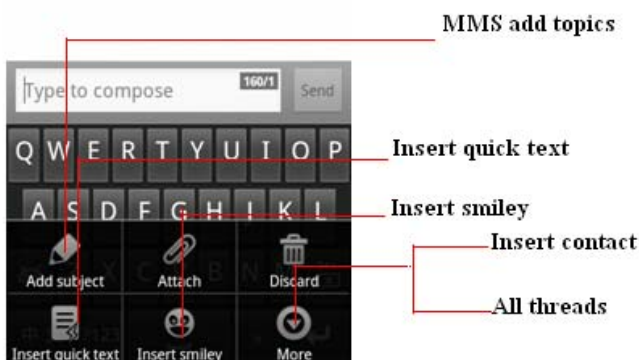 MMS add topics
Type to compose 160/1 Send
Q W E R T Y U I O P
Insert quick text
A S D F G H J K L
Insert smiley
Insert contact
Add subject Attach Discard
All threads
Insert quick text Insert smiley More